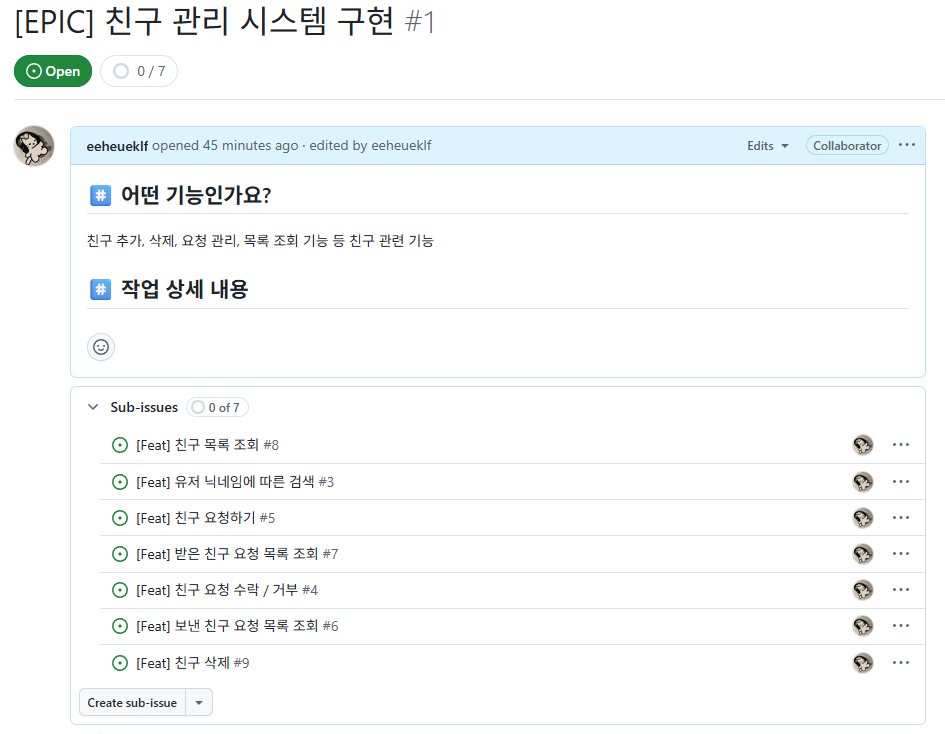 [EPIC] 친구 관리 시스템 구현 #1
Open 0 / 7
eeheueklf opened 45 minutes ago · edited by eeheueklf Edits Collaborator
# 어떤 기능인가요?
친구 추가, 삭제, 요청 관리, 목록 조회 기능 등 친구 관련 기능
# 작업 상세 내용
Sub-issues 0 of 7
[Feat] 친구 목록 조회 #8
[Feat] 유저 닉네임에 따른 검색 #3
[Feat] 친구 요청하기 #5
[Feat] 받은 친구 요청 목록 조회 #7
[Feat] 친구 요청 수락 / 거부 #4
[Feat] 보낸 친구 요청 목록 조회 #6
[Feat] 친구 삭제 #9
Create sub-issue